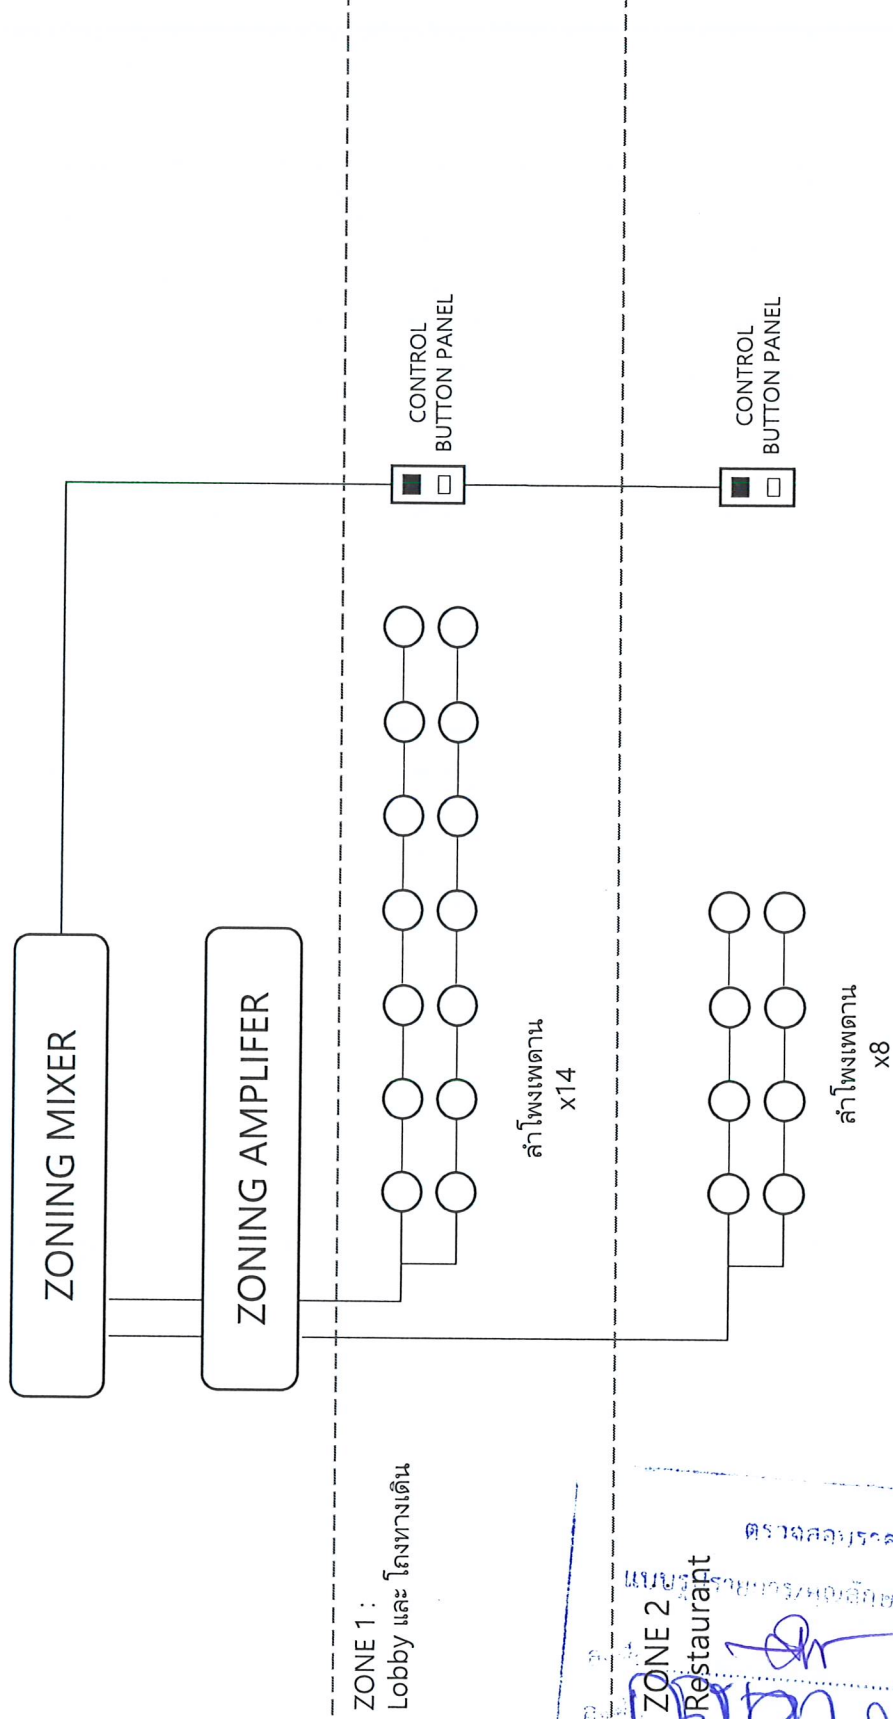 ZONING MIXER
ZONING AMPLIFER
ZONE 1 :
Lobby และ โถงทางเดิน
CONTROL
BUTTON PANEL
ลำโพงเพดาน
x14
ZONE 2
Restaurant
CONTROL
BUTTON PANEL
ลำโพงเพดาน
x8